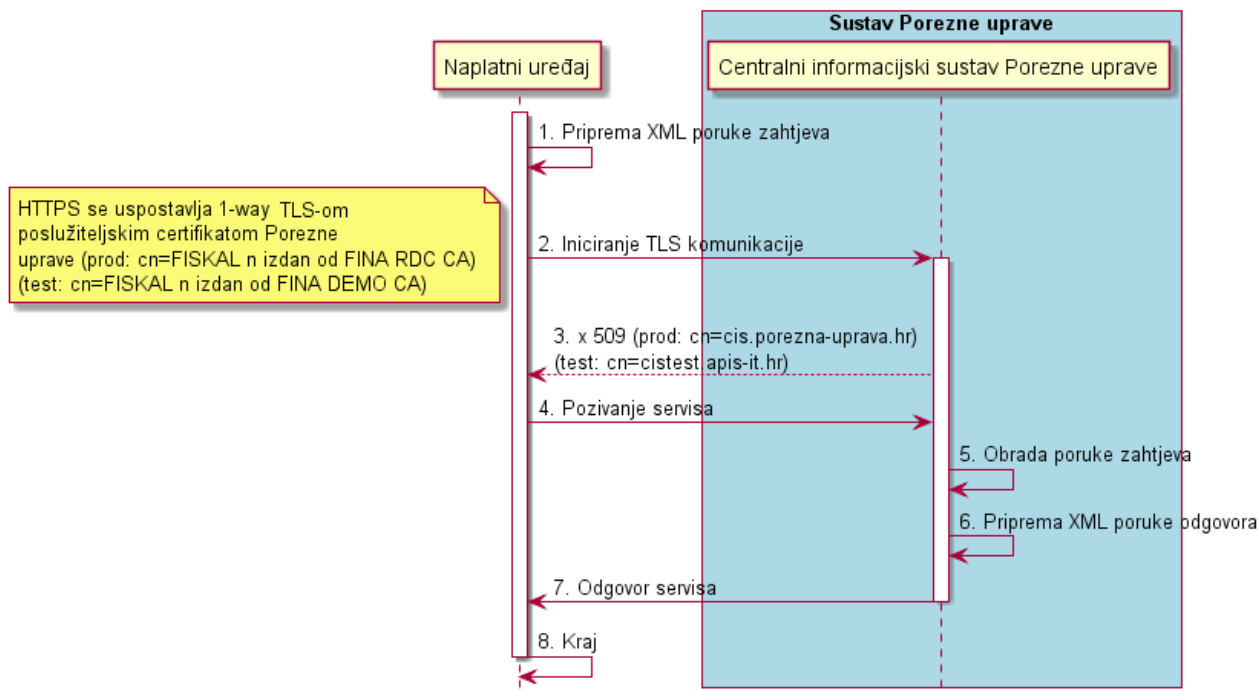 Sustav Porezne uprave
Naplatni uređaj
Centralni informacijski sustav Porezne uprave
1. Priprema XML poruke zahtjeva
HTTPS se uspostavlja 1-way TLS-om
poslužiteljskim certifikatom Porezne
uprave (prod: cn=FISKAL n izdan od FINA RDC CA)
(test: cn=FISKAL n izdan od FINA DEMO CA)
2. Iniciranje TLS komunikacije
3. x 509 (prod: cn=cis.porezna-uprava.hr)
(test: cn=cistest.apis-it.hr)
4. Pozivanje servisa
5. Obrada poruke zahtjeva
6. Priprema XML poruke odgovora
7. Odgovor servisa
8. Kraj